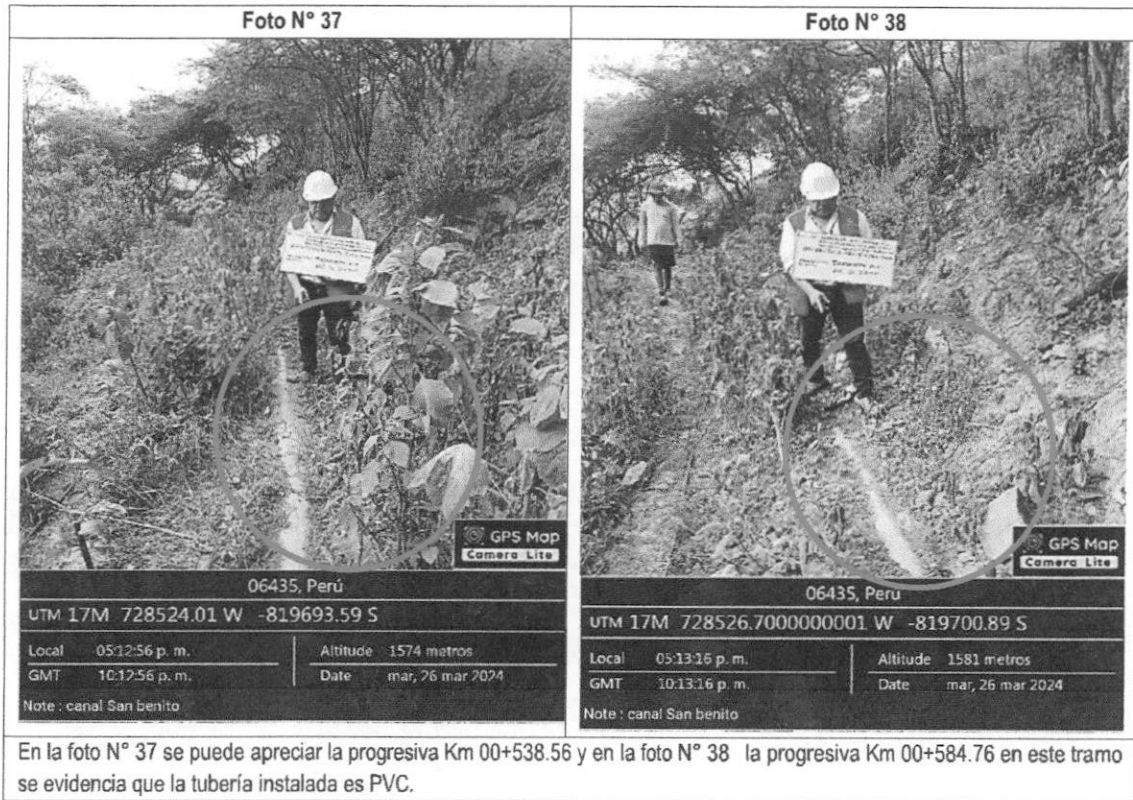 Foto N° 37
Foto N° 38
GPS Map
Camera Lite
06435, Perú
UTM 17M 728524.01 W -819693.59 S
Local 05:12:56 p. m.
Altitude 1574 metros
GMT 10:12:56 p. m.
Date mar, 26 mar 2024
Note : canal San benito
GPS Map
Camera Lite
06435, Perú
UTM 17M 728526.7000000001 W -819700.89 S
Local 05:13:16 p. m.
Altitude 1581 metros
GMT 10:13:16 p. m.
Date mar, 26 mar 2024
Note : canal San benito
En la foto N° 37 se puede apreciar la progresiva Km 00+538.56 y en la foto N° 38 la progresiva Km 00+584.76 en este tramo
se evidencia que la tubería instalada es PVC.